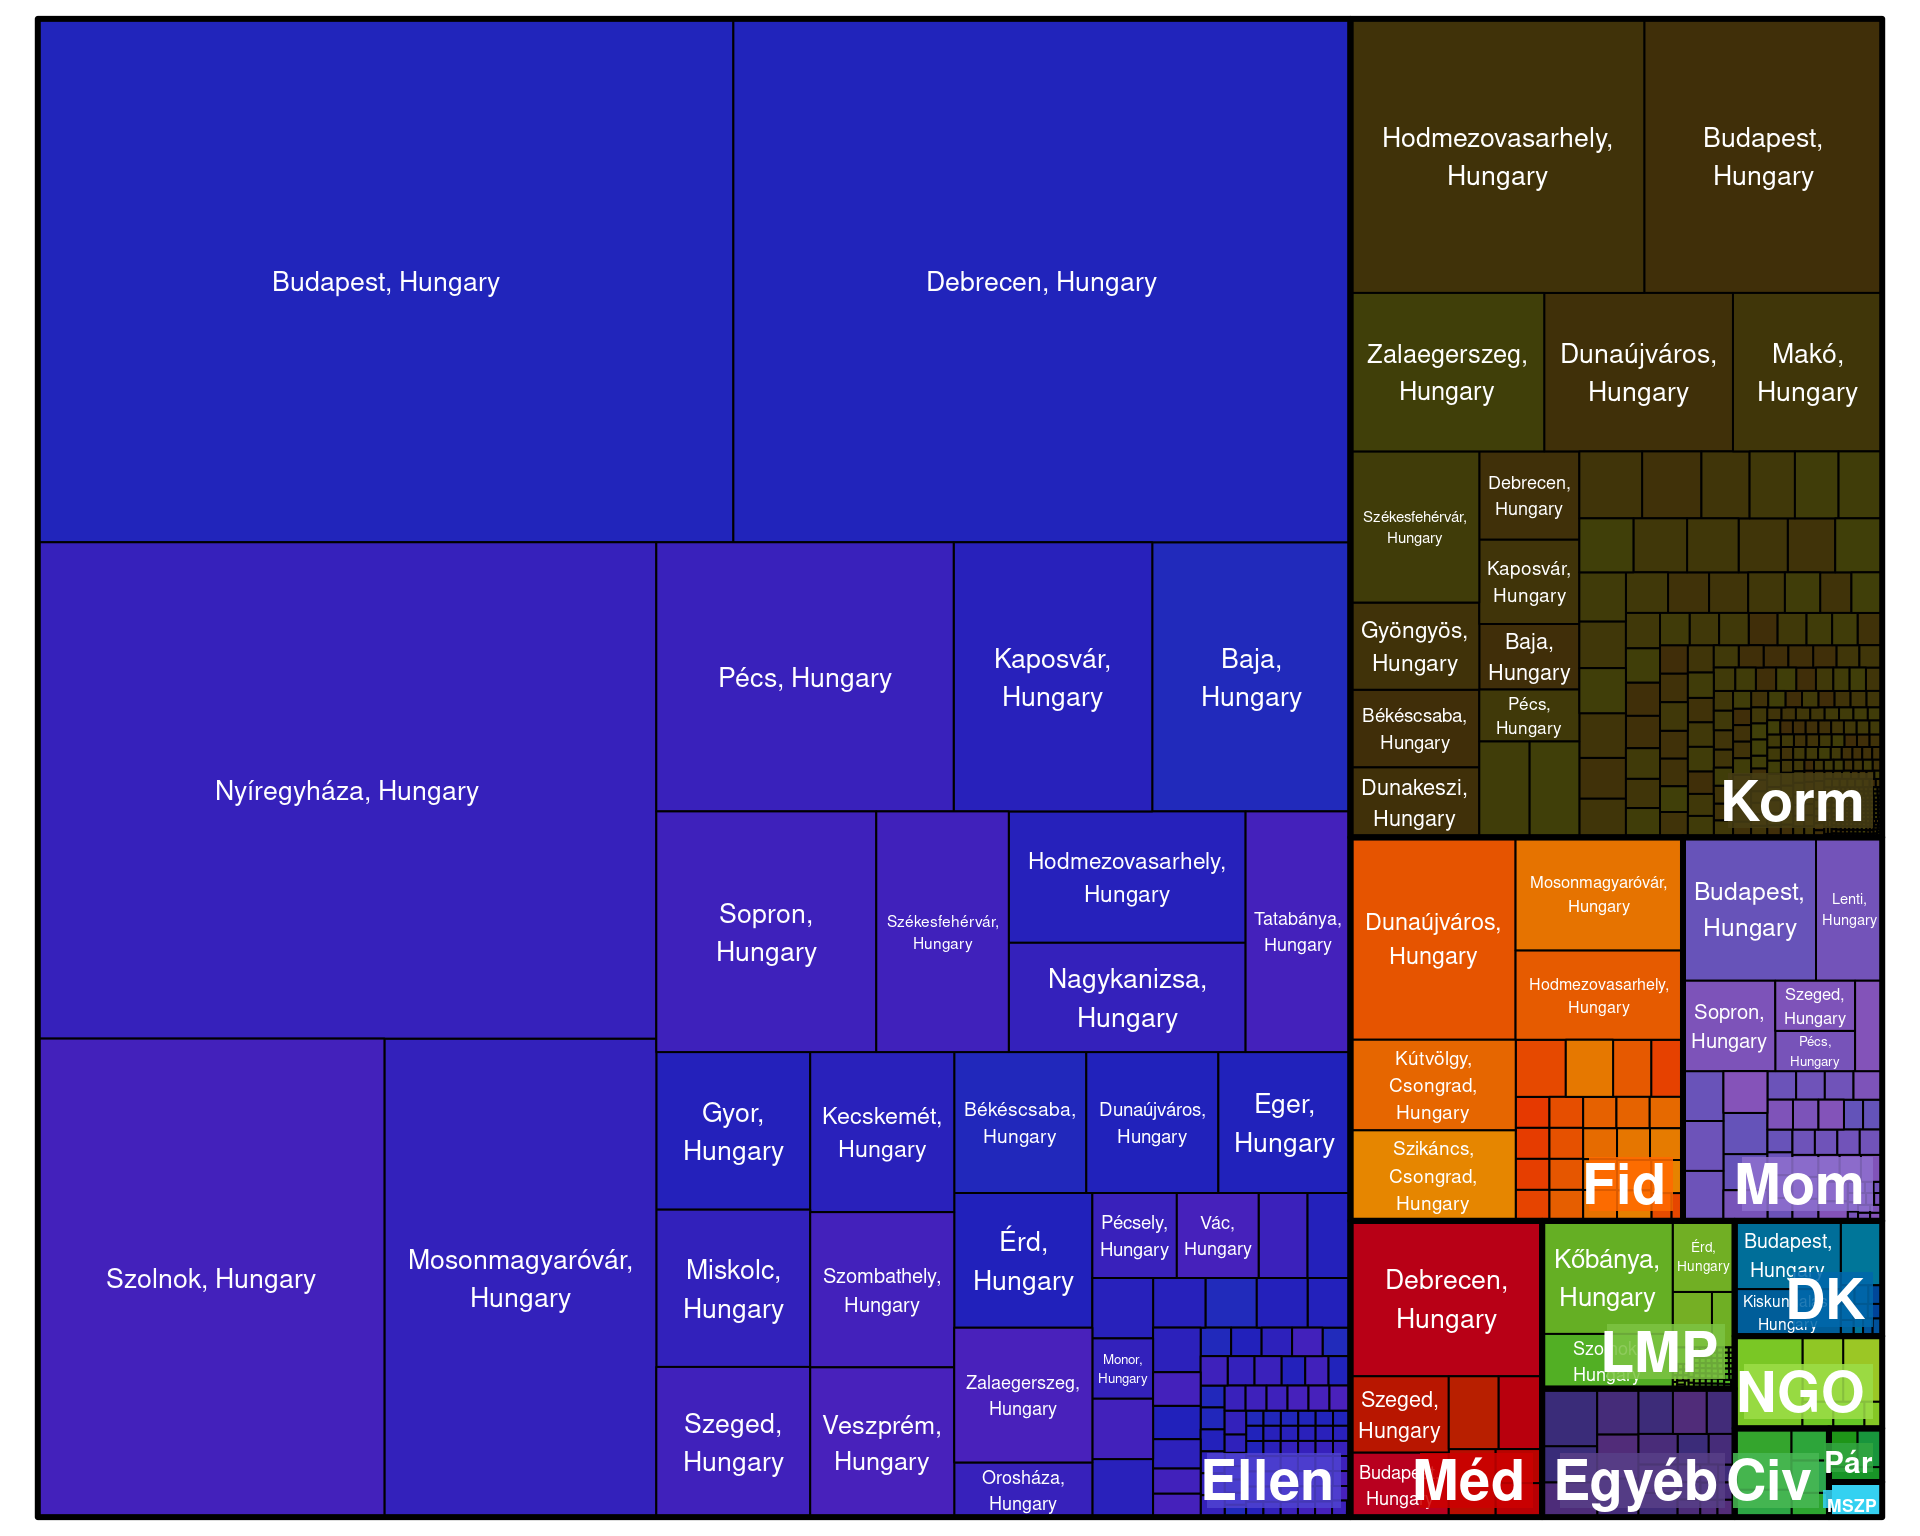 Budapest, Hungary
Debrecen, Hungary
Nyíregyháza, Hungary
Pécs, Hungary
Kaposvár,
Hungary
Baja,
Hungary
Sopron,
Hungary
Székesfehérvár,
Hungary
Hodmezovasarhely,
Hungary
Nagykanizsa,
Hungary
Tatabánya,
Hungary
Szolnok, Hungary
Mosonmagyaróvár,
Hungary
Gyor,
Hungary
Kecskemét,
Hungary
Békéscsaba,
Hungary
Dunaújváros,
Hungary
Eger,
Hungary
Miskolc,
Hungary
Szombathely,
Hungary
Érd,
Hungary
Pécsely,
Hungary
Vác,
Hungary
Zalaegerszeg,
Hungary
Monor,
Hungary
Szeged,
Hungary
Veszprém,
Hungary
Orosháza,
Hungary
Ellen
Hodmezovasarhely,
Hungary
Budapest,
Hungary
Zalaegerszeg,
Hungary
Dunaújváros,
Hungary
Makó,
Hungary
Székesfehérvár,
Hungary
Debrecen,
Hungary
Kaposvár,
Hungary
Gyöngyös,
Hungary
Baja,
Hungary
Békéscsaba,
Hungary
Pécs,
Hungary
Dunakeszi,
Hungary
Korm
Dunaújváros,
Hungary
Mosonmagyaróvár,
Hungary
Hodmezovasarhely,
Hungary
Kútvölgy,
Csongrad,
Hungary
Szikáncs,
Csongrad,
Hungary
Fid
Budapest,
Hungary
Lenti,
Hungary
Sopron,
Hungary
Szeged,
Hungary
Pécs,
Hungary
Mom
Debrecen,
Hungary
Szeged,
Hungary
Budapest,
Hungary
Méd
Kőbánya,
Hungary
Érd,
Hungary
Szolnok,
Hungary
LMP
Budapest,
Hungary
Hungary
DK
NGO
Egyéb
Civ
Pár
MSZP